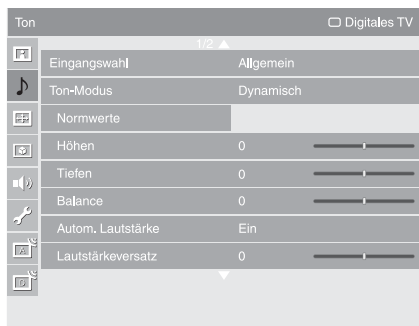 Ton Digitales TV
1/2
Eingangswahl Allgemein
Ton-Modus Dynamisch
Normwerte
Höhen 0
Tiefen 0
Balance 0
Autom. Lautstärke Ein
Lautstärkeversatz 0
A